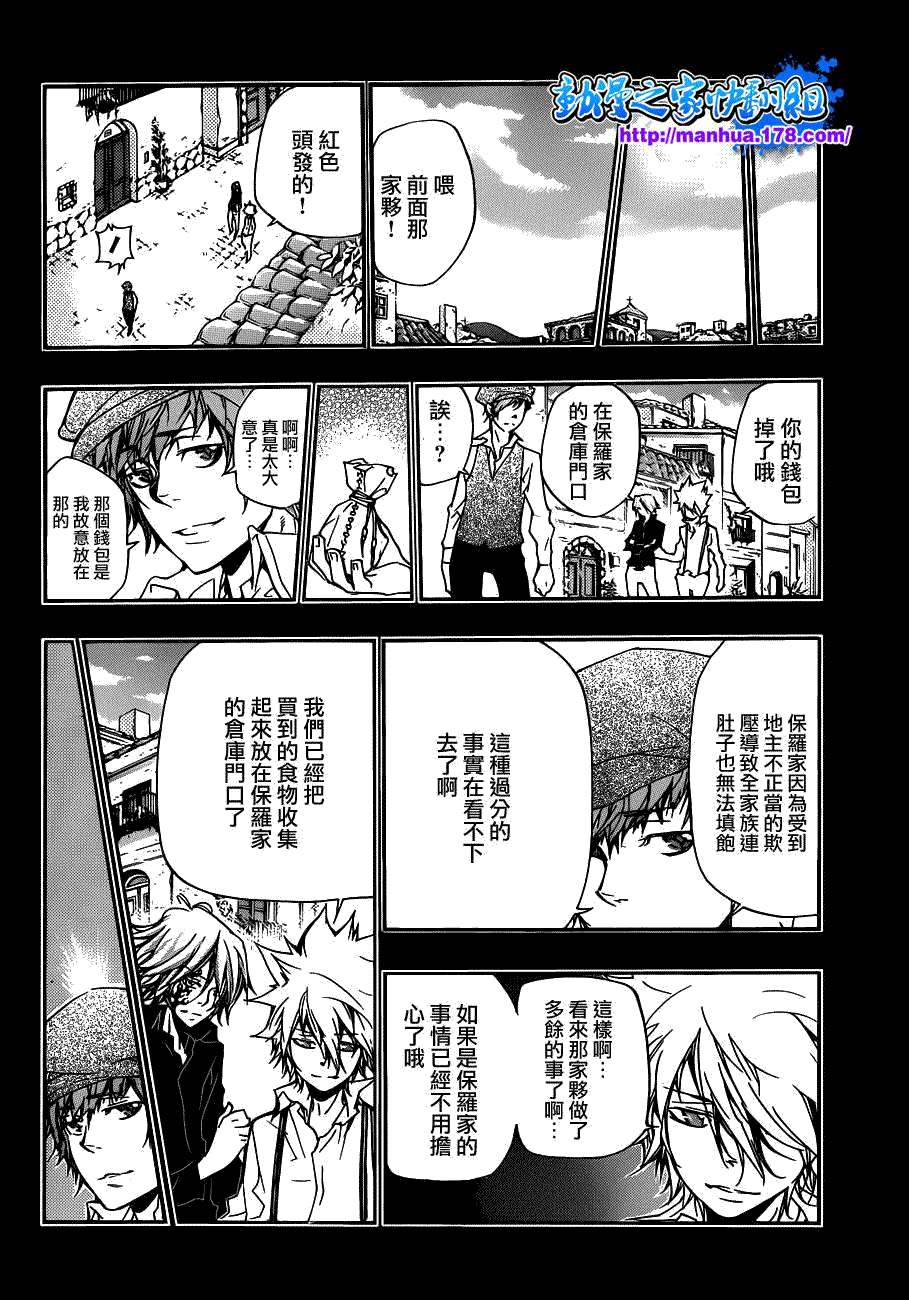 動漫之家快翻組
http://manhua.178.com/
喂
前面那
家夥！
紅色
頭發的！
你的錢包
掉了哦
在保羅家
的倉庫門口
誒…?
啊啊…
真是太大
意了…
那個錢包是
我故意放在
那的
保羅家因為受到
地主不正當的欺
壓導致全家族連
肚子也無法填飽
這種過分的
事實在看不下
去了啊
我們已經把
買到的食物收集
起來放在保羅家
的倉庫門口了
這樣啊…
看來那家夥做了
多餘的事了啊…
如果是保羅家的
事情已經不用擔
心了哦